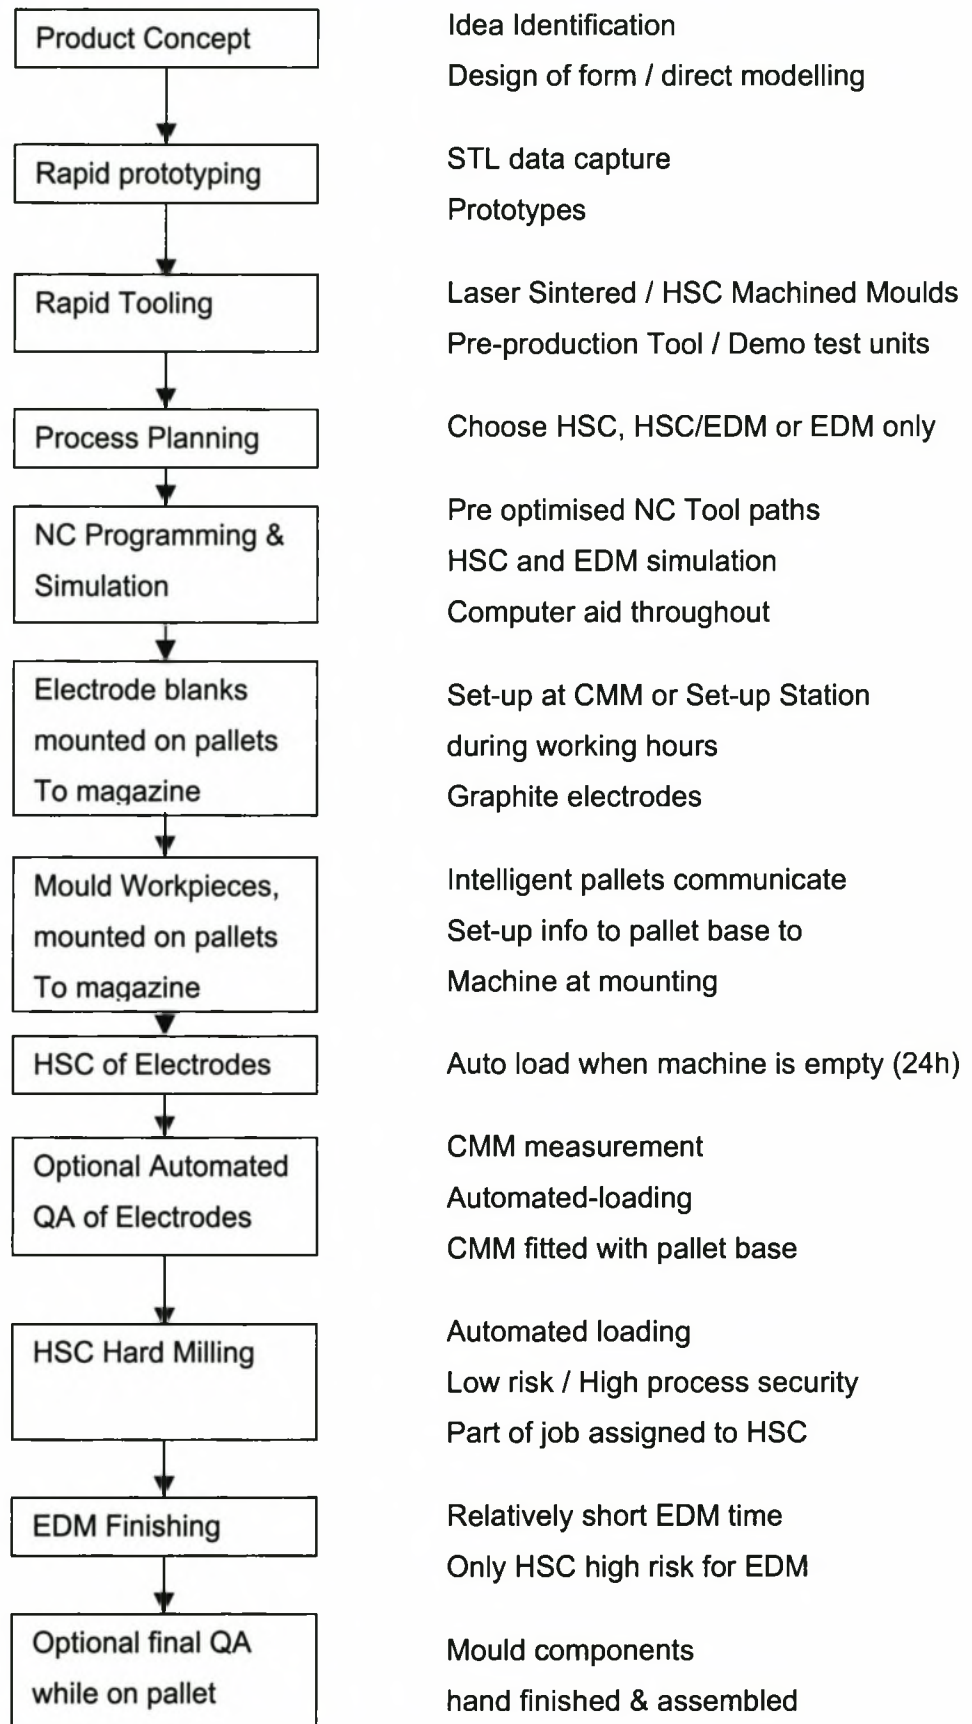 Product Concept
Idea Identification
Design of form / direct modelling
Rapid prototyping
STL data capture
Prototypes
Rapid Tooling
Laser Sintered / HSC Machined Moulds
Pre-production Tool / Demo test units
Process Planning
Choose HSC, HSC/EDM or EDM only
NC Programming &
Simulation
Pre optimised NC Tool paths
HSC and EDM simulation
Computer aid throughout
Electrode blanks
mounted on pallets
To magazine
Set-up at CMM or Set-up Station
during working hours
Graphite electrodes
Mould Workpieces,
mounted on pallets
To magazine
Intelligent pallets communicate
Set-up info to pallet base to
Machine at mounting
HSC of Electrodes
Auto load when machine is empty (24h)
Optional Automated
QA of Electrodes
CMM measurement
Automated-loading
CMM fitted with pallet base
HSC Hard Milling
Automated loading
Low risk / High process security
Part of job assigned to HSC
EDM Finishing
Relatively short EDM time
Only HSC high risk for EDM
Optional final QA
while on pallet
Mould components
hand finished & assembled